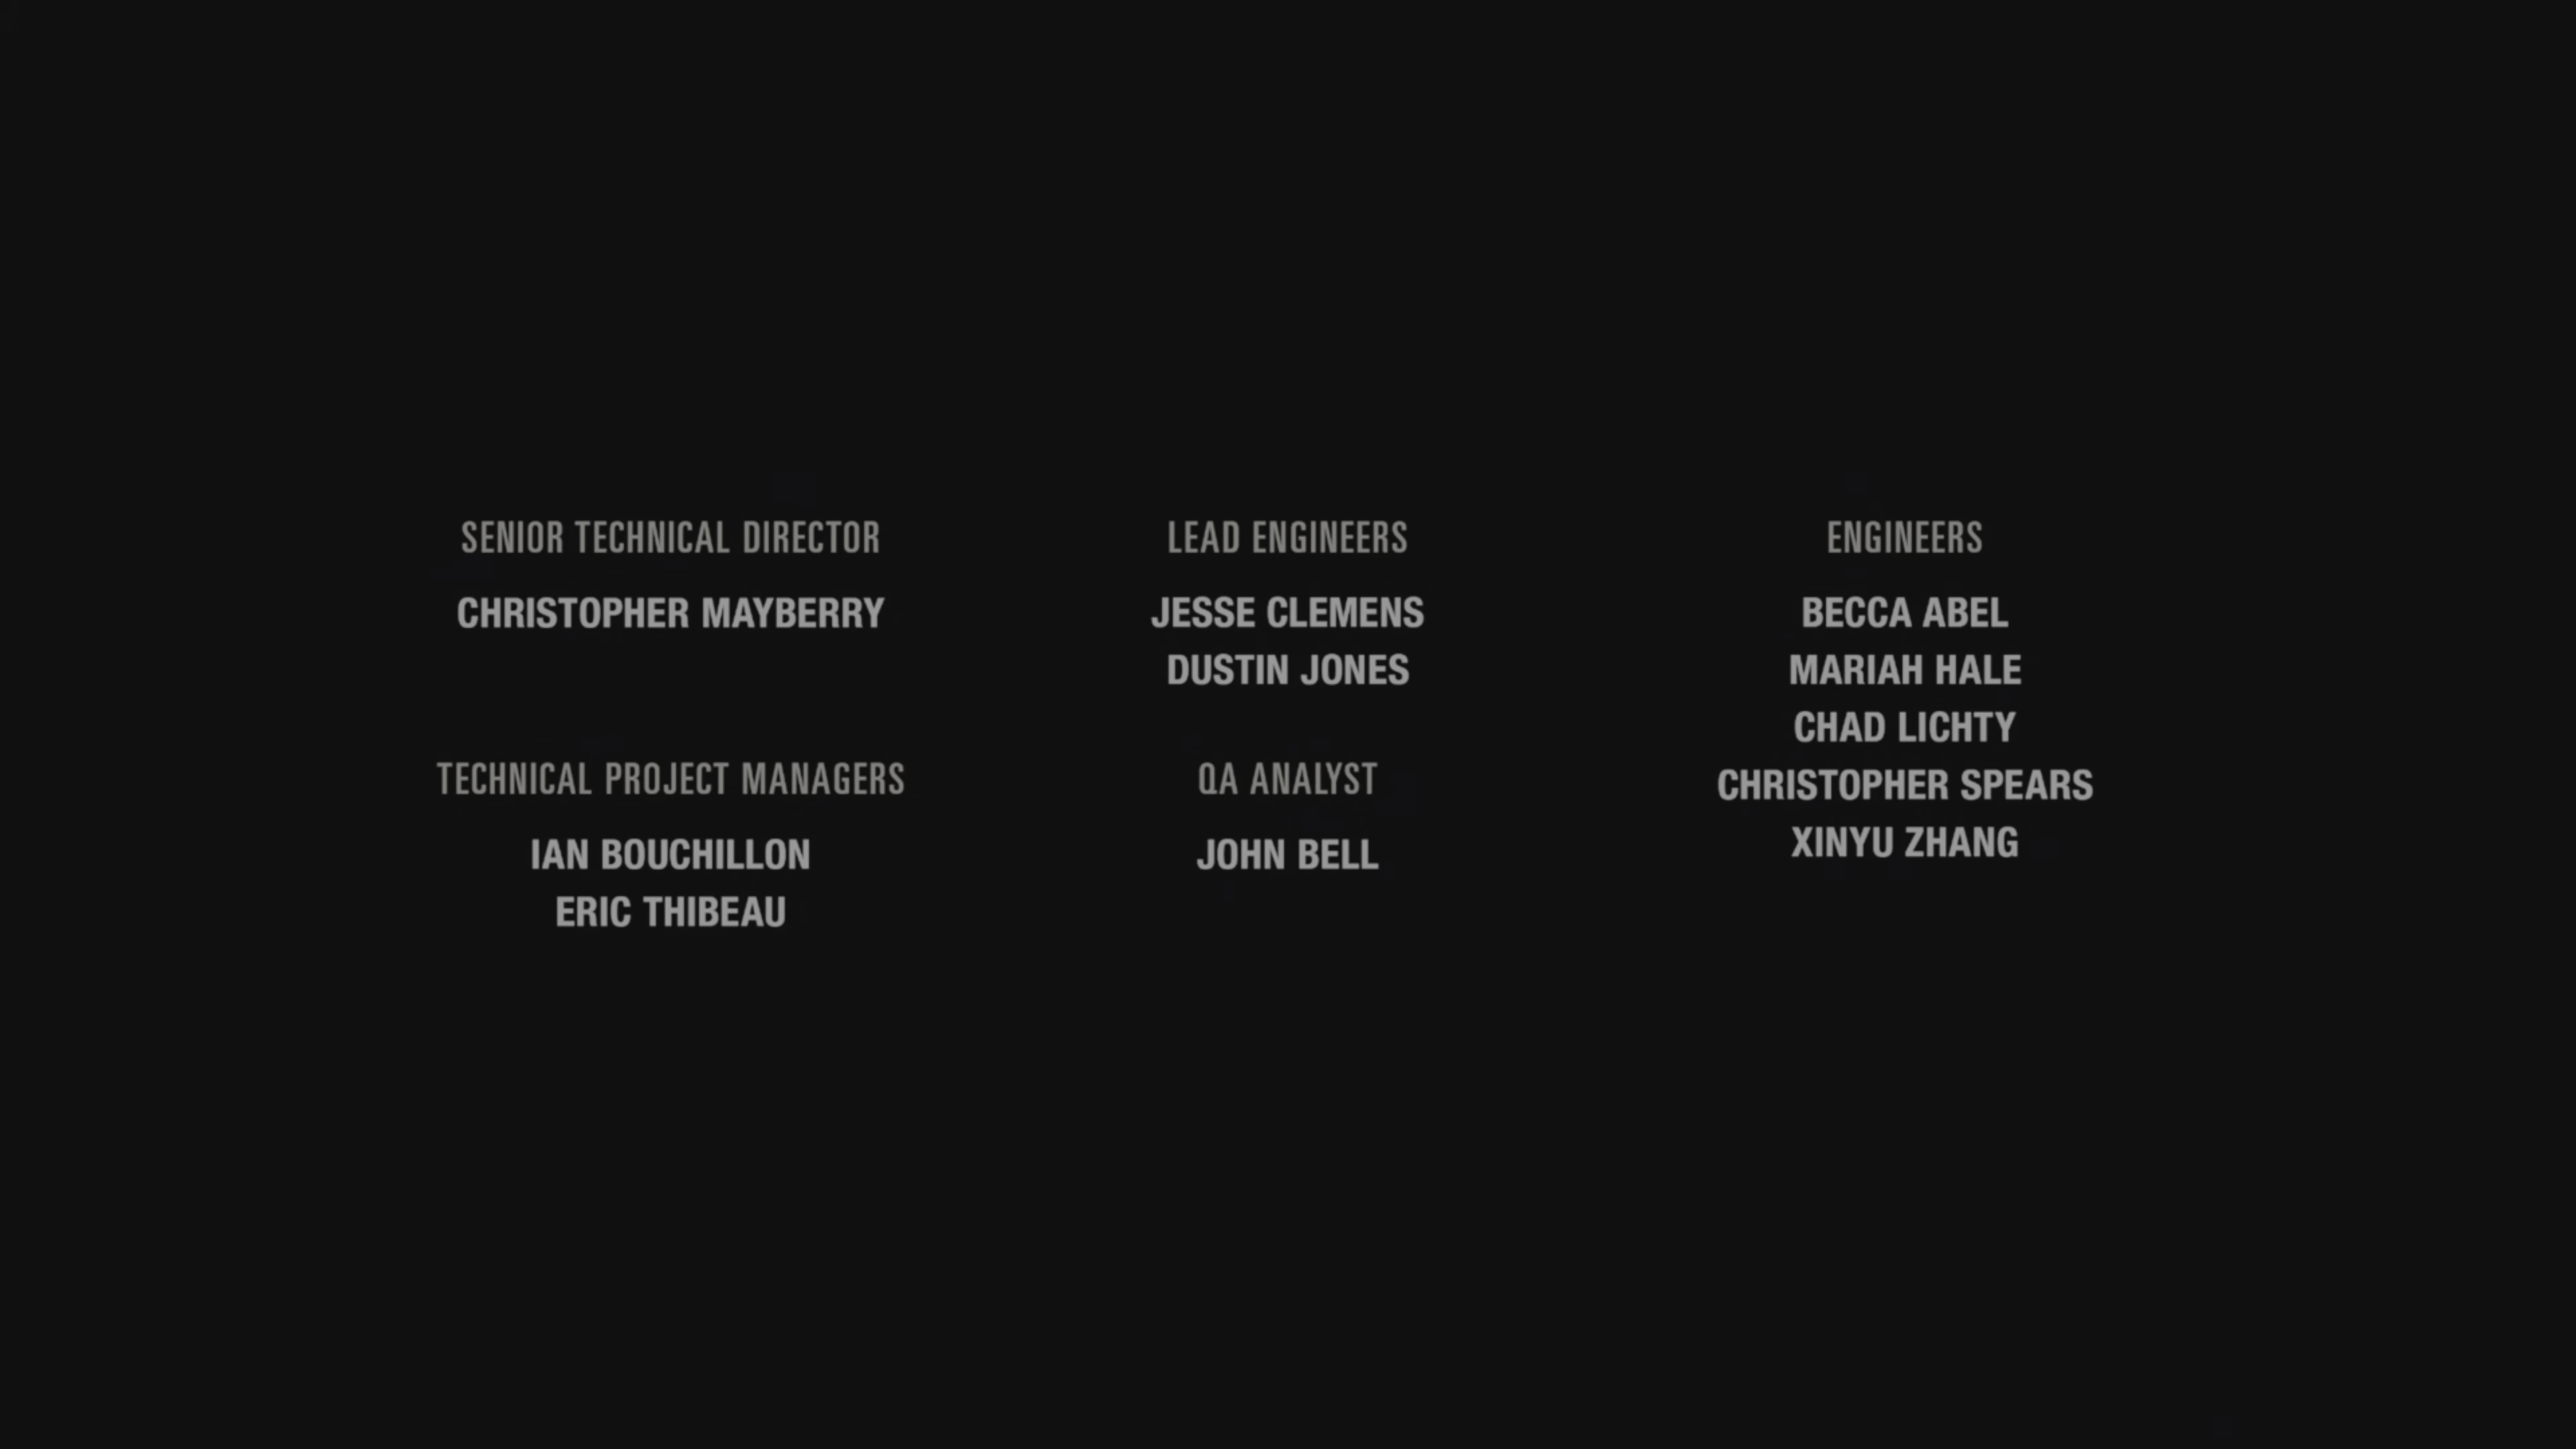 SENIOR TECHNICAL DIRECTOR
CHRISTOPHER MAYBERRY
TECHNICAL PROJECT MANAGERS
IAN BOUCHILLON
ERIC THIBEAU
LEAD ENGINEERS
JESSE CLEMENS
DUSTIN JONES
QA ANALYST
JOHN BELL
ENGINEERS
BECCA ABEL
MARIAH HALE
CHAD LICHTY
CHRISTOPHER SPEARS
XINYU ZHANG